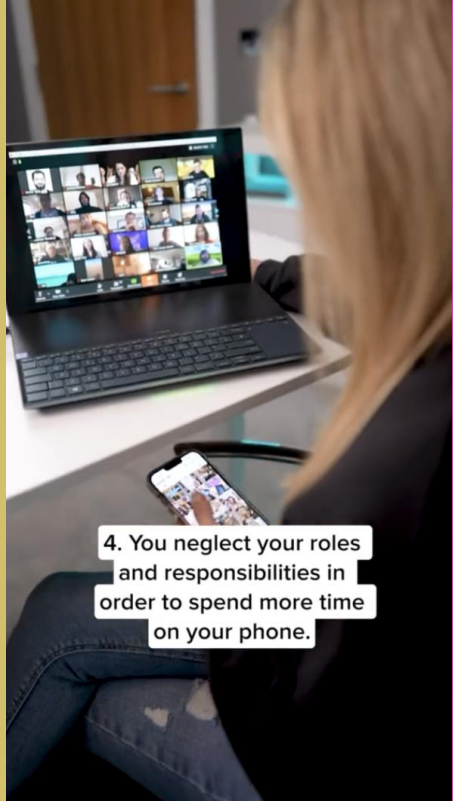 4. You neglect your roles
and responsibilities in
order to spend more time
on your phone.